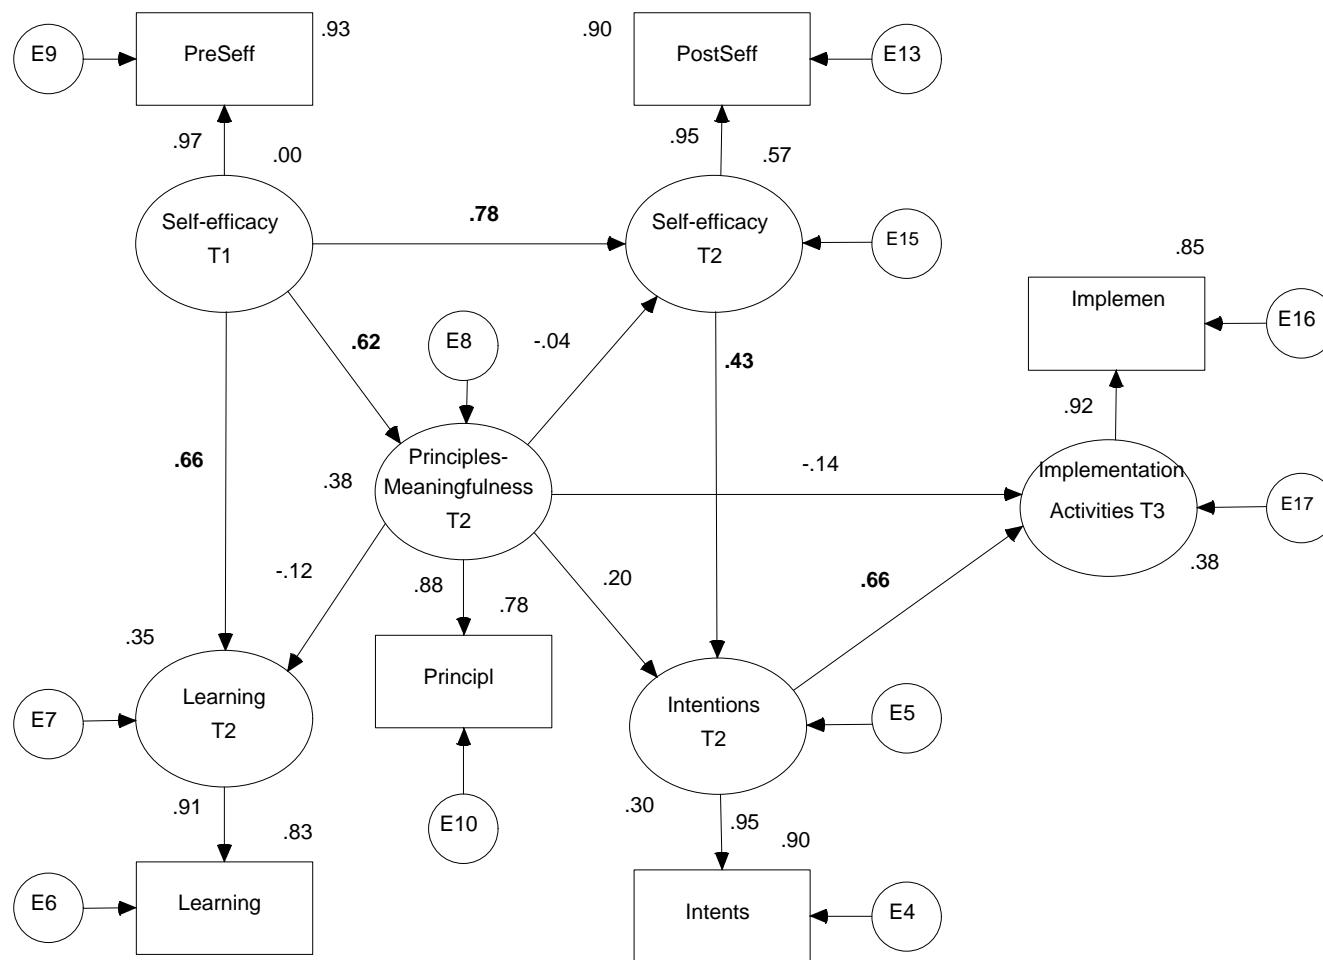 .93
.90
E9
PreSeff
PostSeff
E13
.97
.00
.95
.57
Self-efficacy
T1
.78
Self-efficacy
T2
E15
.85
Implemen
E16
.62
E8
-.04
.43
.92
.66
.38
Principles-
Meaningfulness
T2
-.14
Implementation
Activities T3
E17
.38
-.12
.88
.78
.20
.66
.35
Learning
T2
E7
Principl
Intentions
T2
E5
.91
.83
E10
.30
.95
.90
E6
Learning
Intents
E4